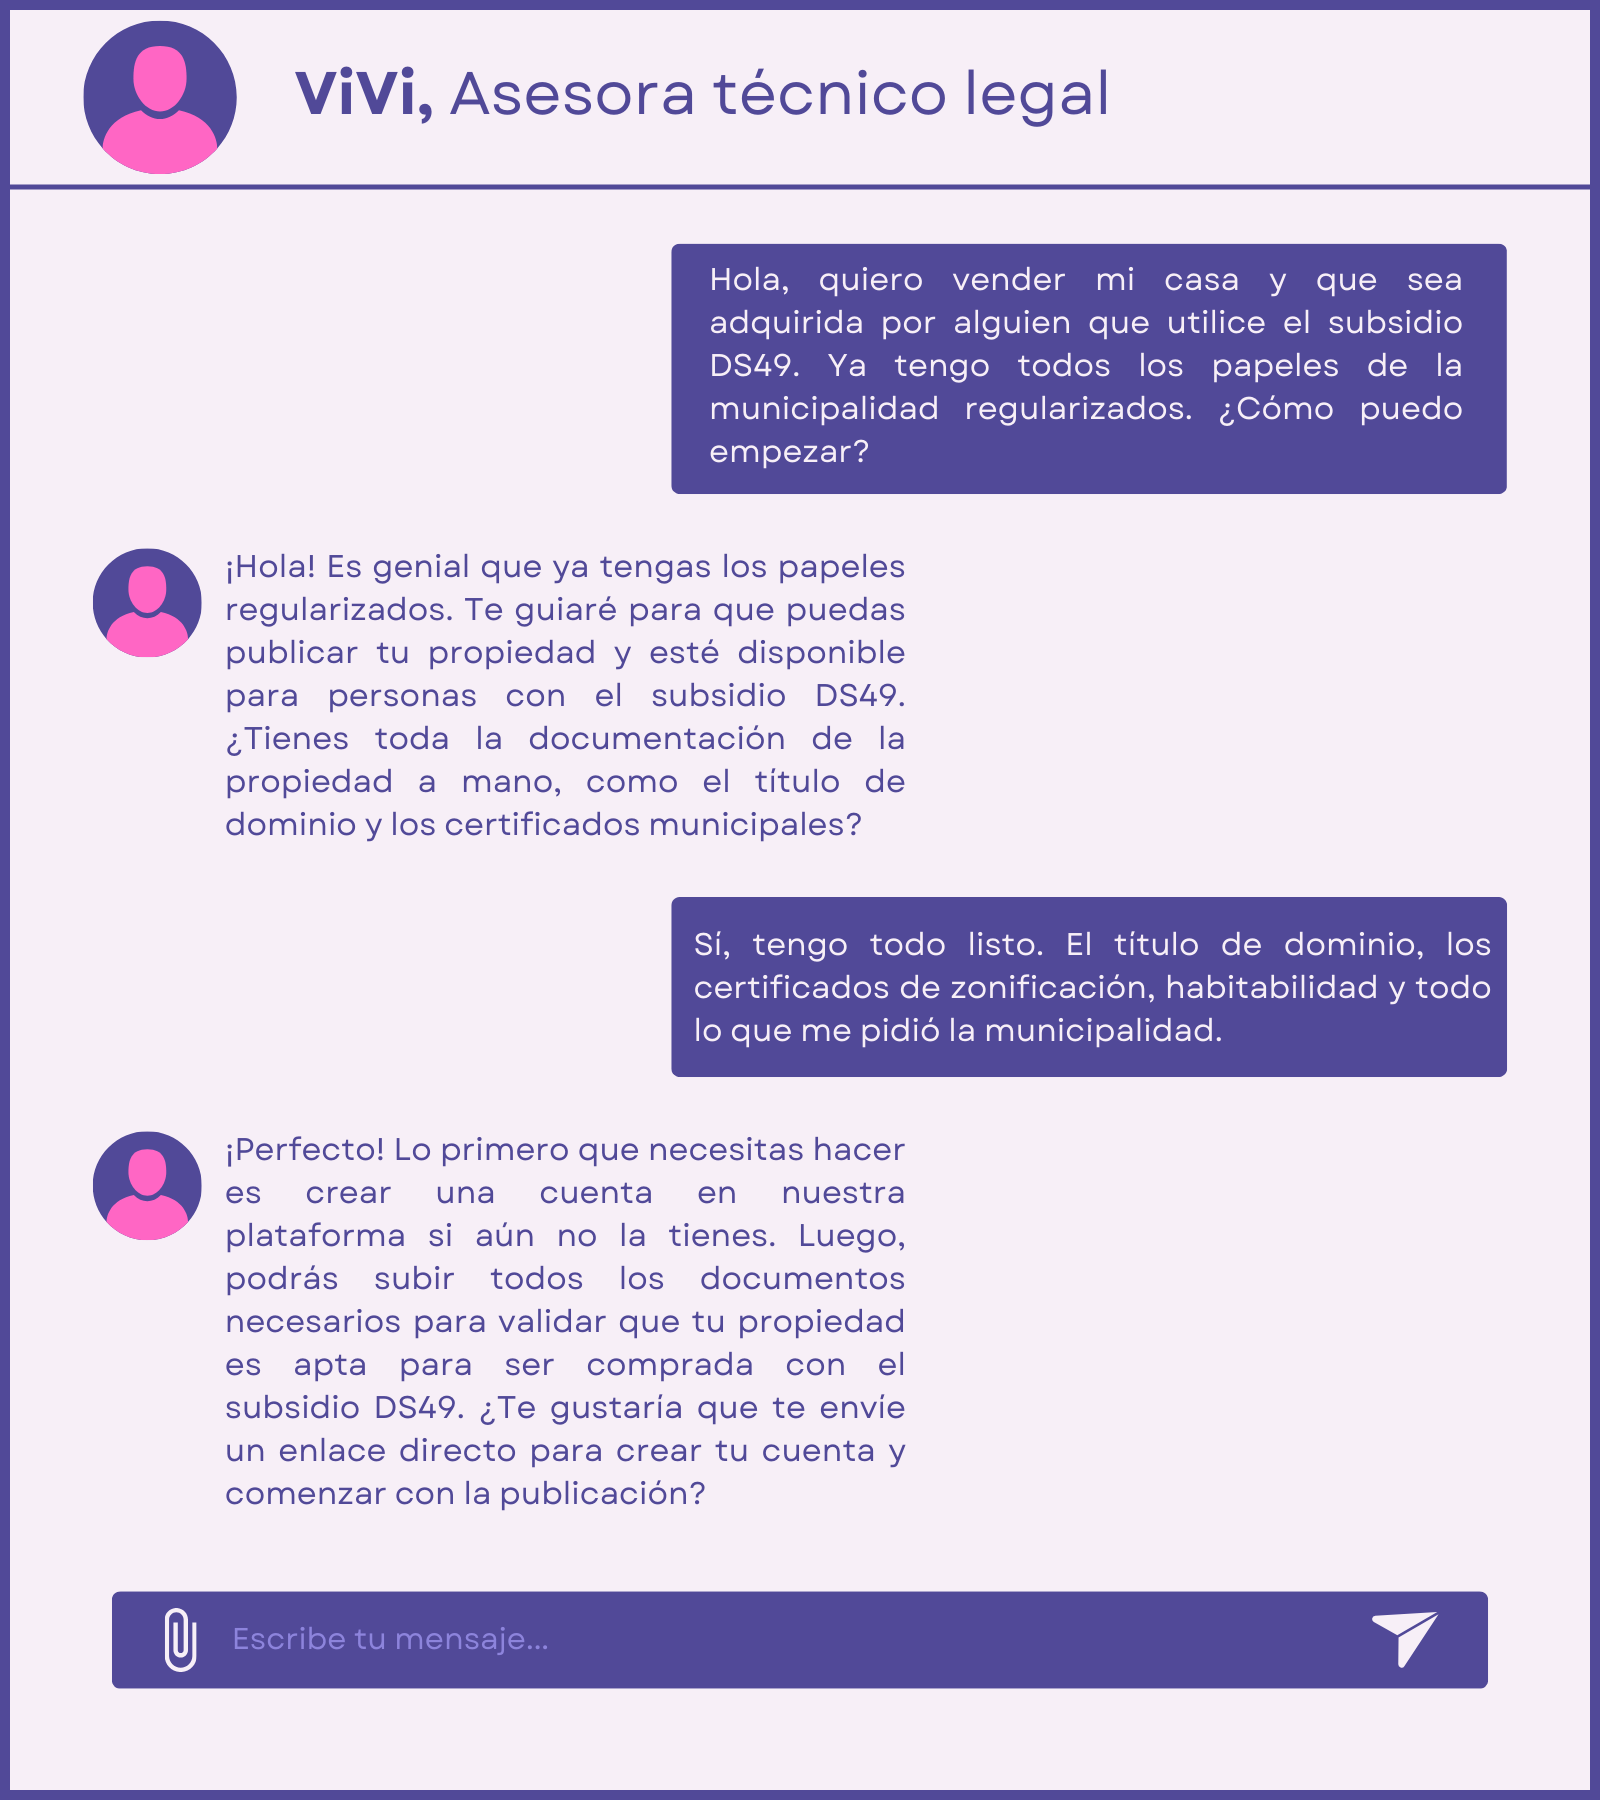 ViVi, Asesora técnico legal
Hola, quiero vender mi casa y que sea
adquirida por alguien que utilice el subsidio
DS49. Ya tengo todos los papeles de la
municipalidad regularizados. ¿Cómo puedo
empezar?
¡Hola! Es genial que ya tengas los papeles
regularizados. Te guiaré para que puedas
publicar tu propiedad y esté disponible
para personas con el subsidio DS49.
¿Tienes toda la documentación de la
propiedad a mano, como el título de
dominio y los certificados municipales?
Sí, tengo todo listo. El título de dominio, los
certificados de zonificación, habitabilidad y todo
lo que me pidió la municipalidad.
¡Perfecto! Lo primero que necesitas hacer
es crear una cuenta en nuestra
plataforma si aún no la tienes. Luego,
podrás subir todos los documentos
necesarios para validar que tu propiedad
es apta para ser comprada con el
subsidio DS49. ¿Te gustaría que te envíe
un enlace directo para crear tu cuenta y
comenzar con la publicación?
Escribe tu mensaje...